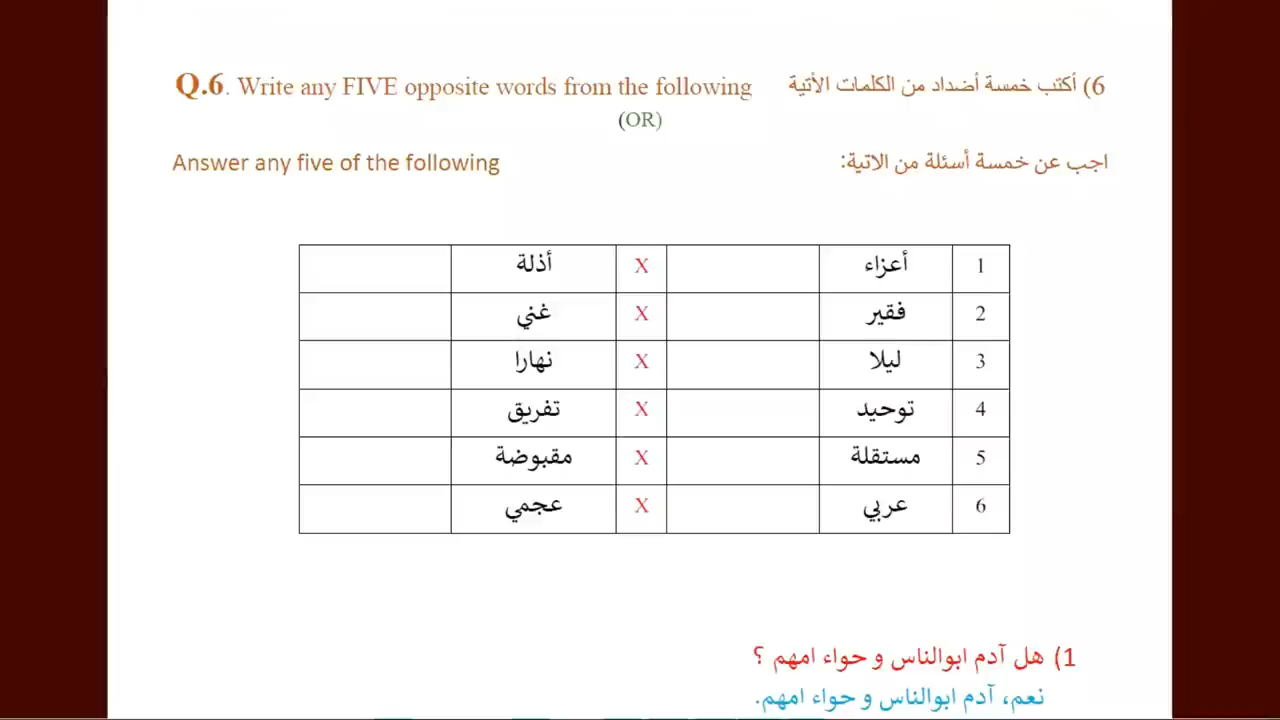 Q.6. Write any FIVE opposite words from the following 6) أكتب خمسة أضداد من الكلمات الأتية
(OR)
Answer any five of the following اجب عن خمسة أسئلة من الاتية:
1 أعزاء X أذلة
2 فقير X غني
3 ليلا X نهارا
4 توحيد X تفريق
5 مستقلة X مقبوضة
6 عربي X عجمي
1) هل آدم ابوالناس و حواء امهم ؟
نعم، آدم ابوالناس و حواء امهم.